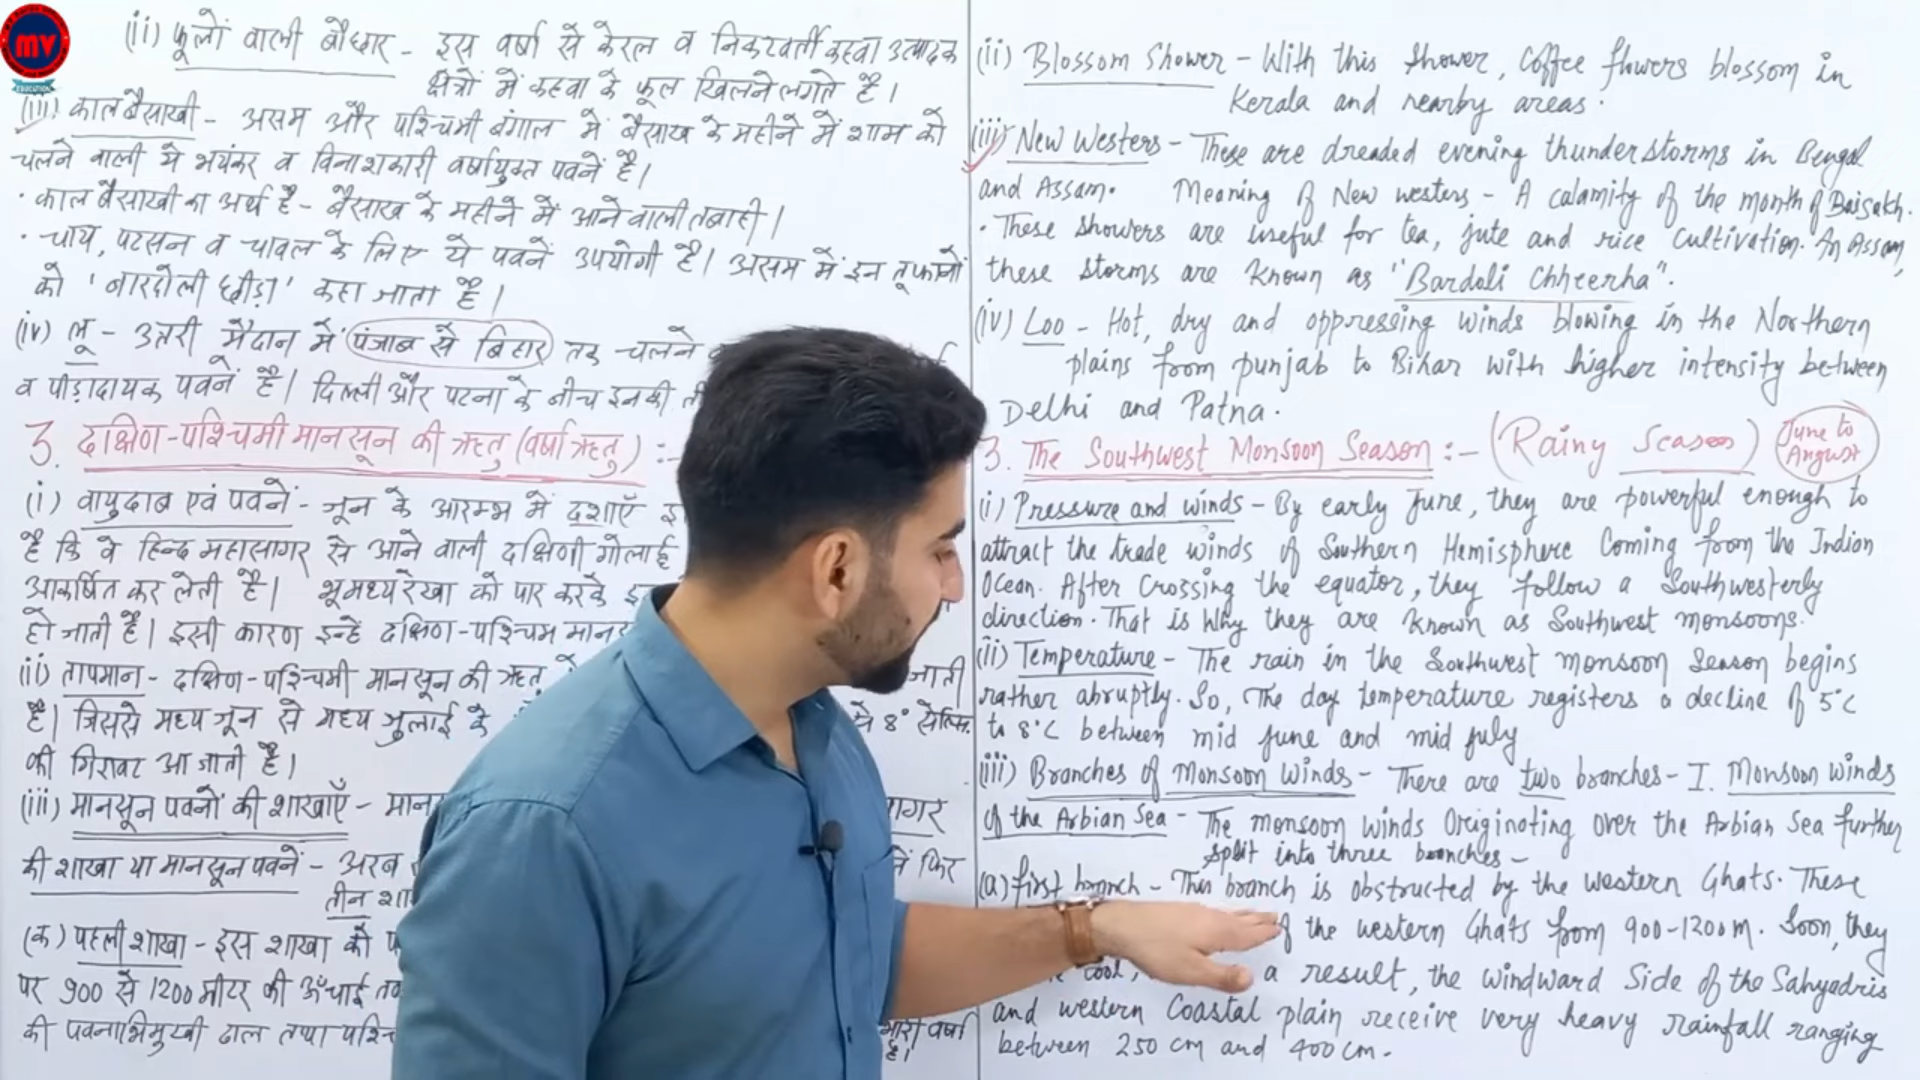 MV
EDUCATION
(ii) फूलों वाली बौछार - इस वर्षा से केरल व निकटवर्ती कहवा उत्पादक
क्षेत्रों में कहवा के फूल खिलने लगते है।
(iii) काल बैसाखी - असम और पश्चिमी बंगाल में बैसाख के महीने में शाम को
चलने वाली ये भयंकर व विनाशकारी वर्षायुक्त पवनें है।
· काल बैसाखी का अर्थ है - बैसाख के महीने में आने वाली तबाही।
· चाय, पटसन व चावल के लिए ये पवनें उपयोगी है। असम में इन तूफानों
को 'बारदोली छीड़ा' कहा जाता है।
(iv) लू - उत्तरी मैदान में पंजाब से बिहार तक चलने
व पीड़ादायक पवनें है। दिल्ली और पटना के बीच इनकी
3. दक्षिण-पश्चिमी मानसून की ऋतु (वर्षा ऋतु) :-
(i) वायुदाब एवं पवनें - जून के आरम्भ में दशाएँ
है कि वे हिन्द महासागर से आने वाली दक्षिणी गोलार्द्ध
आकर्षित कर लेती है। भूमध्य रेखा को पार करके
हो जाती है। इसी कारण इन्हें दक्षिण-पश्चिम
(ii) तापमान - दक्षिण-पश्चिमी मानसून की ऋतु में जाती
है। जिससे मध्य जून से मध्य जुलाई के से 8° सेल्सि.
की गिरावट आ जाती है।
(iii) मानसून पवनों की शाखाएँ -
की शाखा या मानसून पवनें - अरब फिर
तीन
(क) पहली शाखा - इस शाखा को
पर 900 से 1200 मीटर की ऊँचाई तक
की पवनाभिमुखी ढाल तथा भारी वर्षा
है।
(ii) Blossom Shower - With this shower, Coffee flowers blossom in
Kerala and nearby areas.
(iii) New Westers - These are dreaded evening thunderstorms in Bengal
and Assam. Meaning of New westers - A calamity of the month of Baisakh.
· These showers are useful for tea, jute and rice cultivation. In Assam,
these storms are known as "Bardoli Chheerha".
(iv) Loo - Hot, dry and oppressing winds blowing in the Northern
plains from punjab to Bihar with higher intensity between
Delhi and Patna.
3. The Southwest Monsoon Season :- (Rainy Season) June to August
(i) Pressure and winds - By early June, they are powerful enough to
attract the trade winds of Southern Hemisphere Coming from the Indian
Ocean. After Crossing the equator, they follow a Southwesterly
direction. That is Why they are known as Southwest monsoons.
(ii) Temperature - The rain in the Southwest monsoon Season begins
rather abruptly. So, The day temperature registers a decline of 5°C
to 8°C between mid June and mid July
(iii) Branches of Monsoon Winds - There are two branches - I. Monsoon winds
of the Arbian Sea - The monsoon winds Originating over the Arbian Sea further
split into three branches -
(a) first branch - This branch is obstructed by the western Ghats. These
of the western Ghats from 900-1200m. Soon, they
cool, a result, the windward Side of the Sahyadris
and western Coastal plain receive very heavy rainfall ranging
between 250 cm and 400 cm.